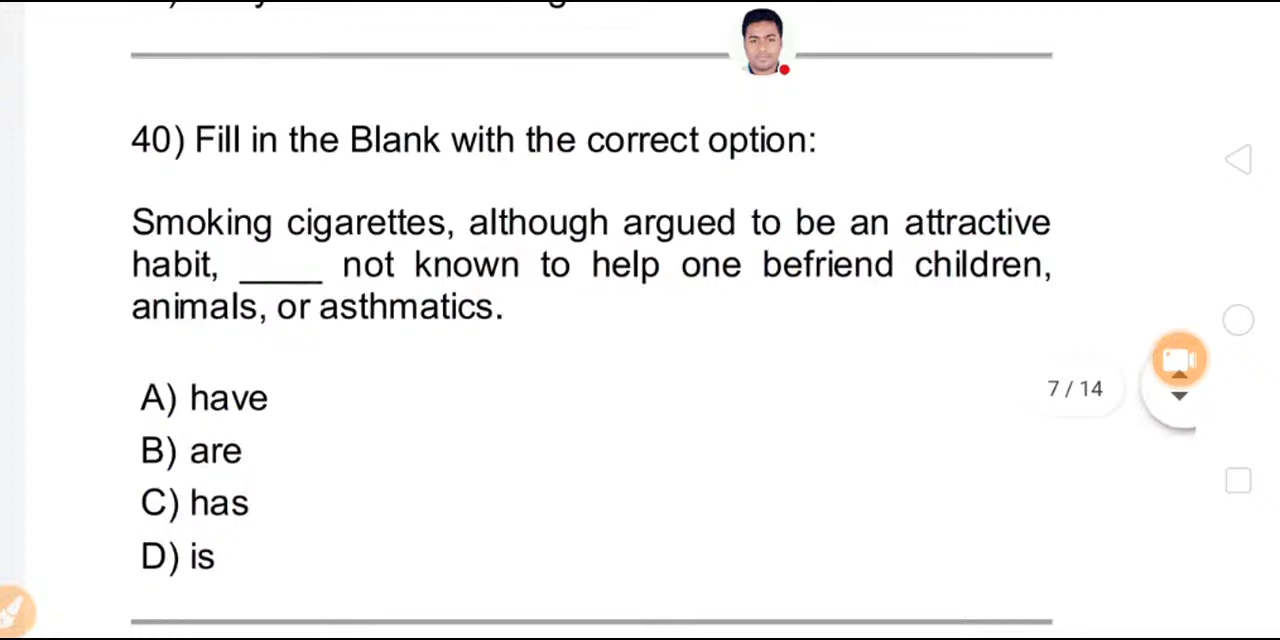 40) Fill in the Blank with the correct option:
Smoking cigarettes, although argued to be an attractive
habit, _____ not known to help one befriend children,
animals, or asthmatics.
A) have
B) are
7 / 14
C) has
D) is